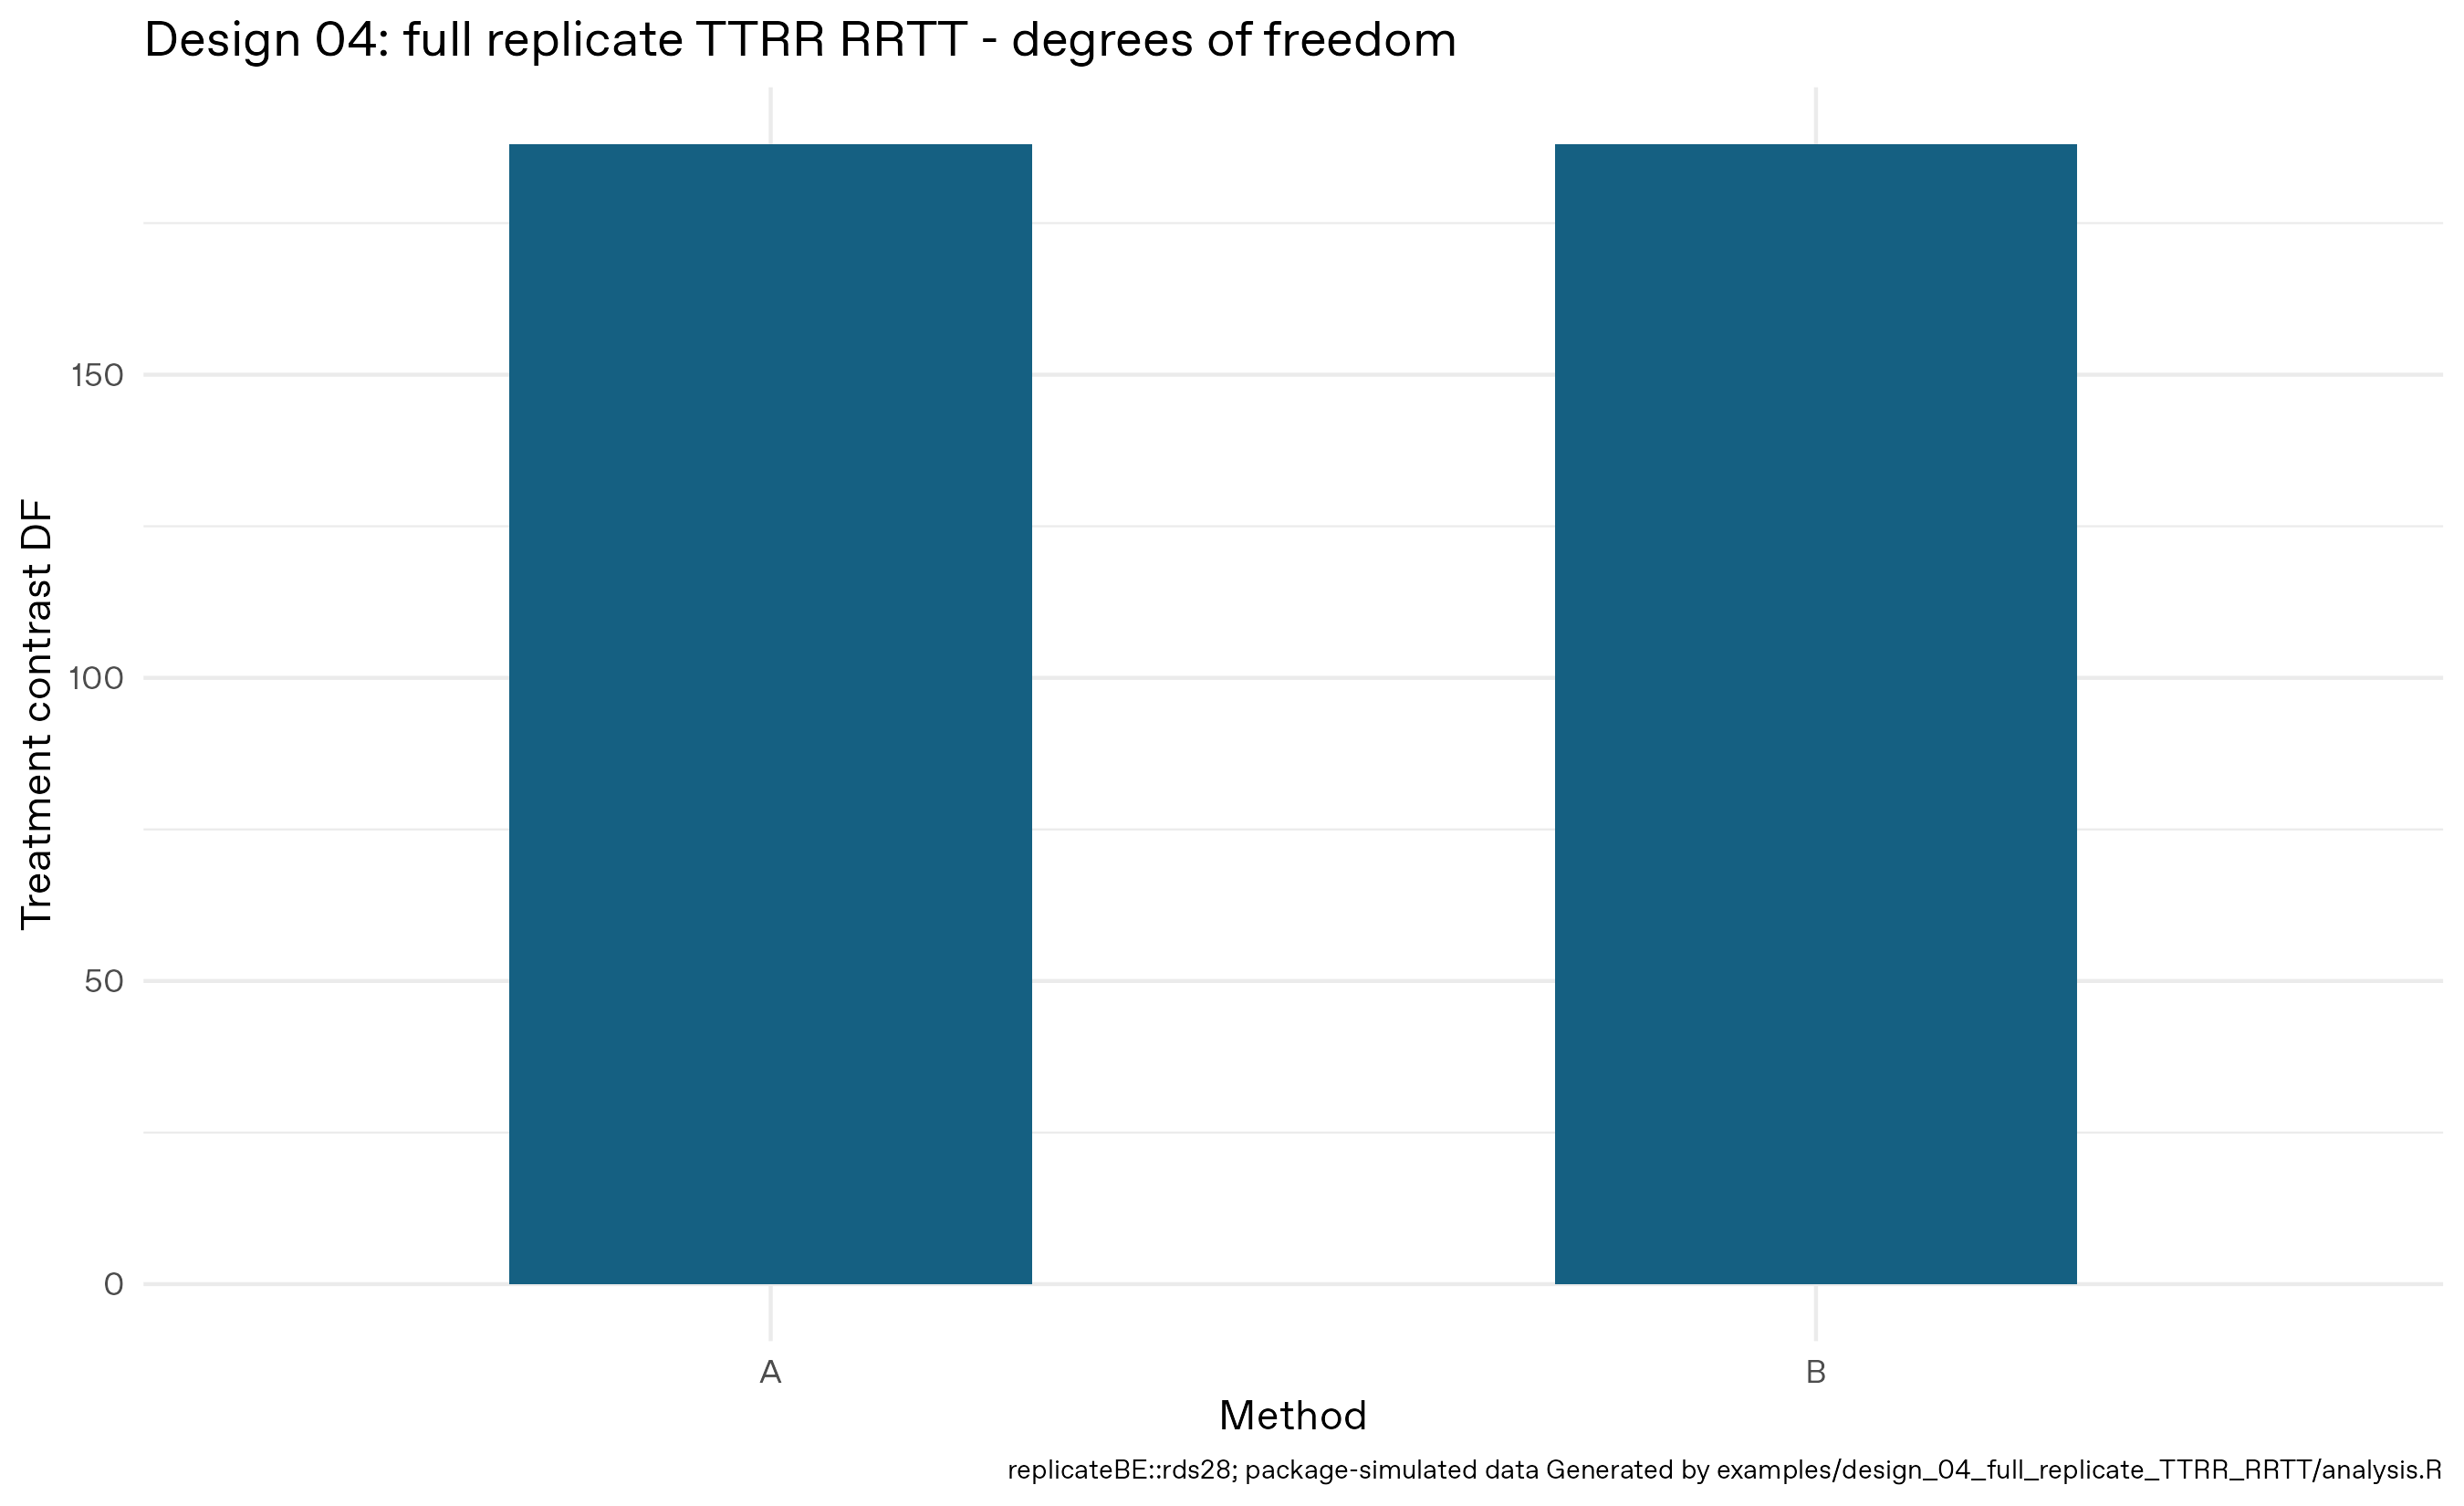 Design 04: full replicate TTRR RRTT - degrees of freedom
Treatment contrast DF
150
100
50
0
A
B
Method
replicateBE::rds28; package-simulated data Generated by examples/design_04_full_replicate_TTRR_RRTT/analysis.R